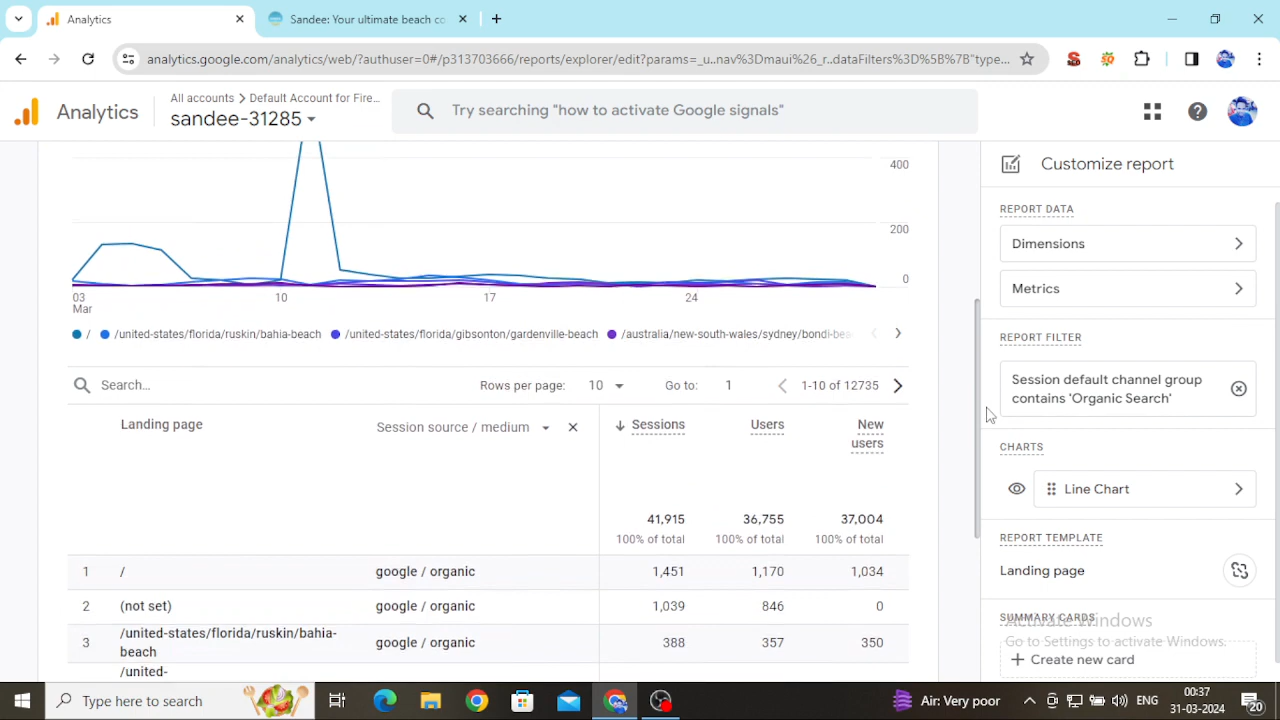 Analytics
Sandee: Your ultimate beach co
analytics.google.com/analytics/web/?authuser=0#/p313703666/reports/explorer/edit?params=_u..nav%3Dmaui%26_r..dataFilters%3D%5B%7B"type...
Analytics
All accounts > Default Account for Fire...
sandee-31285
Try searching "how to activate Google signals"
Customize report
400
200
0
03
Mar
10
17
24
/
/united-states/florida/ruskin/bahia-beach
/united-states/florida/gibsonton/gardenville-beach
/australia/new-south-wales/sydney/bondi-bea
Search...
Rows per page:
10
Go to:
1
1-10 of 12735
Landing page
Session source / medium
Sessions
Users
New
users
41,915
36,755
37,004
100% of total
100% of total
100% of total
1
/
google / organic
1,451
1,170
1,034
2
(not set)
google / organic
1,039
846
0
3
/united-states/florida/ruskin/bahia-
beach
google / organic
388
357
350
/united-
REPORT DATA
Dimensions
Metrics
REPORT FILTER
Session default channel group
contains 'Organic Search'
CHARTS
Line Chart
REPORT TEMPLATE
Landing page
SUMMARY CARDS
Create new card
Activate Windows
Go to Settings to activate Windows.
Type here to search
Air: Very poor
ENG
00:37
31-03-2024
20